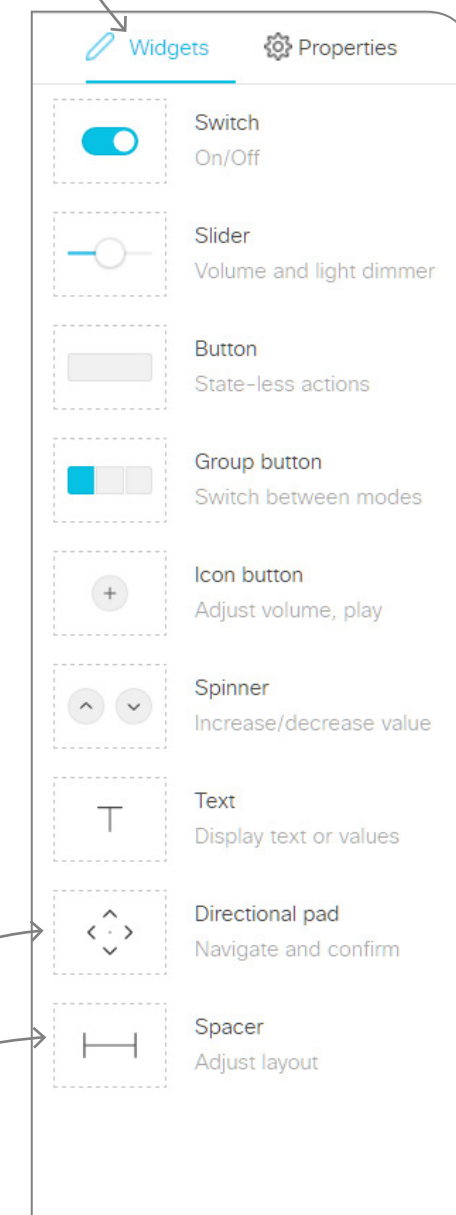 Widgets Properties
Switch
On/Off
Slider
Volume and light dimmer
Button
State-less actions
Group button
Switch between modes
Icon button
Adjust volume, play
Spinner
Increase/decrease value
Text
Display text or values
Directional pad
Navigate and confirm
Spacer
Adjust layout